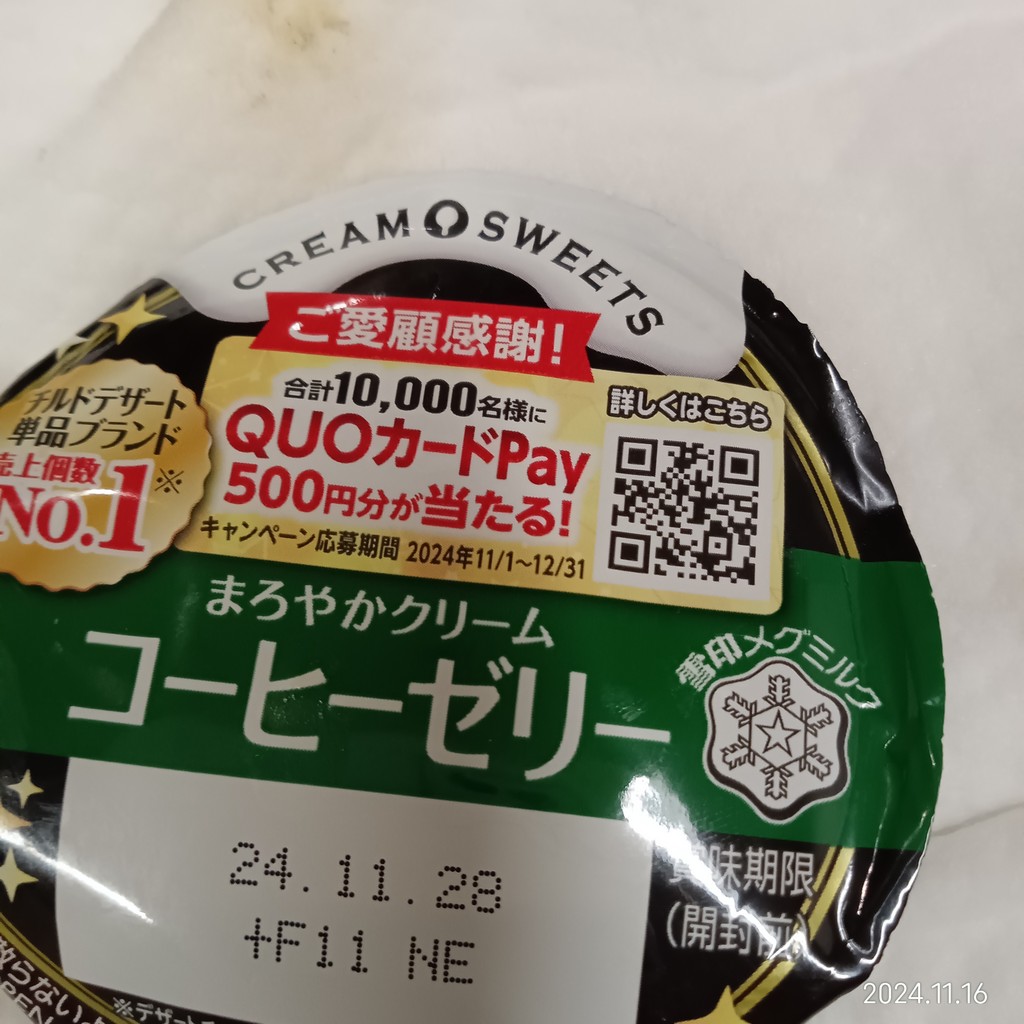 CREAM SWEETS
ご愛顧感謝!
チルドデザート
単品ブランド
売上個数
No.1※
合計10,000名様に
QUOカードPay
500円分が当たる!
キャンペーン応募期間 2024年11/1~12/31
詳しくはこちら
まろやかクリーム
コーヒーゼリー
雪印メグミルク
24.11.28
+F11 NE
賞味期限
(開封前)
※デザート
2024.11.16